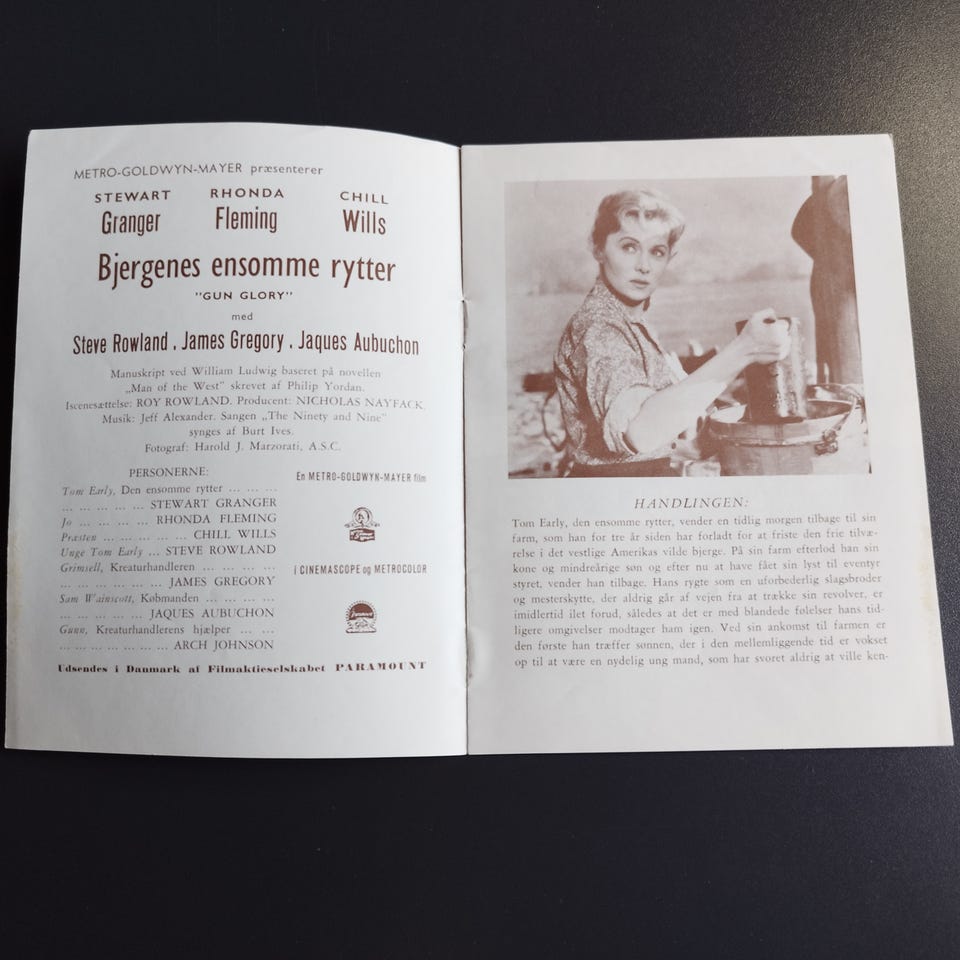 METRO-GOLDWYN-MAYER præsenterer
STEWART RHONDA CHILL
Granger Fleming Wills
Bjergenes ensomme rytter
"GUN GLORY"
med
Steve Rowland . James Gregory . Jaques Aubuchon
Manuskript ved William Ludwig baseret på novellen
„Man of the West" skrevet af Philip Yordan.
Iscenesættelse: ROY ROWLAND. Producent: NICHOLAS NAYFACK.
Musik: Jeff Alexander. Sangen „The Ninety and Nine"
synges af Burt Ives.
Fotograf: Harold J. Marzorati, A.S.C.
PERSONERNE:
Tom Early, Den ensomme rytter ... ...
... ... ... ... ... STEWART GRANGER
Jo ... ... ... ... RHONDA FLEMING
Præsten ... ... ... ... CHILL WILLS
Unge Tom Early ... STEVE ROWLAND
Grimsell, Kreaturhandleren ... ... ...
... ... ... ... ... ... JAMES GREGORY
Sam Wainscott, Købmanden ... ... ...
... ... ... ... ... JAQUES AUBUCHON
Gunn, Kreaturhandlerens hjælper ... ...
... ... ... ... ... ... ARCH JOHNSON
En METRO-GOLDWYN-MAYER film
I CINEMASCOPE og METROCOLOR
Paramount
Udsendes i Danmark af Filmaktieselskabet PARAMOUNT
HANDLINGEN:
Tom Early, den ensomme rytter, vender en tidlig morgen tilbage til sin
farm, som han for tre år siden har forladt for at friste den frie tilvæ-
relse i det vestlige Amerikas vilde bjerge. På sin farm efterlod han sin
kone og mindreårige søn og efter nu at have fået sin lyst til eventyr
styret, vender han tilbage. Hans rygte som en uforbederlig slagsbroder
og mesterskytte, der aldrig går af vejen fra at trække sin revolver, er
imidlertid ilet forud, således at det er med blandede følelser hans tid-
ligere omgivelser modtager ham igen. Ved sin ankomst til farmen er
den første han træffer sønnen, der i den mellemliggende tid er vokset
op til at være en nydelig ung mand, som har svoret aldrig at ville ken-